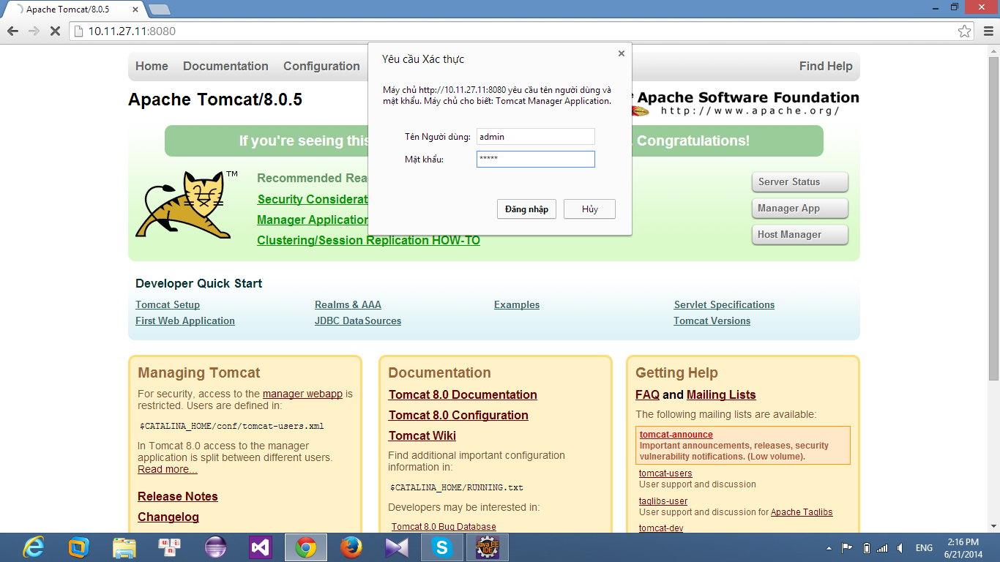 Apache Tomcat/8.0.5
10.11.27.11:8080
Home Documentation Configuration Find Help
Yêu cầu Xác thực
Máy chủ http://10.11.27.11:8080 yêu cầu tên người dùng và
mật khẩu. Máy chủ cho biết: Tomcat Manager Application.
Tên Người dùng: admin
Mật khẩu: *****
Đăng nhập Hủy
Apache Tomcat/8.0.5
Apache Software Foundation
http://www.apache.org/
If you're seeing this Congratulations!
TM
Recommended Rea
Security Considerat
Manager Application
Clustering/Session Replication HOW-TO
Server Status
Manager App
Host Manager
Developer Quick Start
Tomcat Setup Realms & AAA Examples Servlet Specifications
First Web Application JDBC DataSources Tomcat Versions
Managing Tomcat
For security, access to the manager webapp is
restricted. Users are defined in:
$CATALINA_HOME/conf/tomcat-users.xml
In Tomcat 8.0 access to the manager
application is split between different users.
Read more...
Release Notes
Changelog
Documentation
Tomcat 8.0 Documentation
Tomcat 8.0 Configuration
Tomcat Wiki
Find additional important configuration
information in:
$CATALINA_HOME/RUNNING.txt
Developers may be interested in:
Tomcat 8.0 Bug Database
Getting Help
FAQ and Mailing Lists
The following mailing lists are available:
tomcat-announce
Important announcements, releases, security
vulnerability notifications. (Low volume).
tomcat-users
User support and discussion
taglibs-user
User support and discussion for Apache Taglibs
tomcat-dev
Java EE
IDE
ENG
2:16 PM
6/21/2014